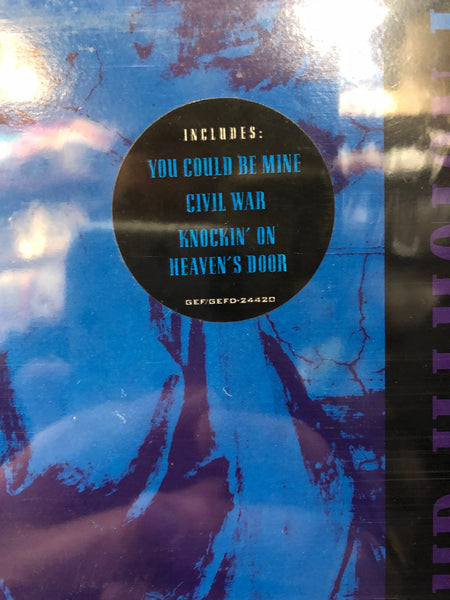 INCLUDES:
YOU COULD BE MINE
CIVIL WAR
KNOCKIN' ON
HEAVEN'S DOOR
GEF/GEFD-24420